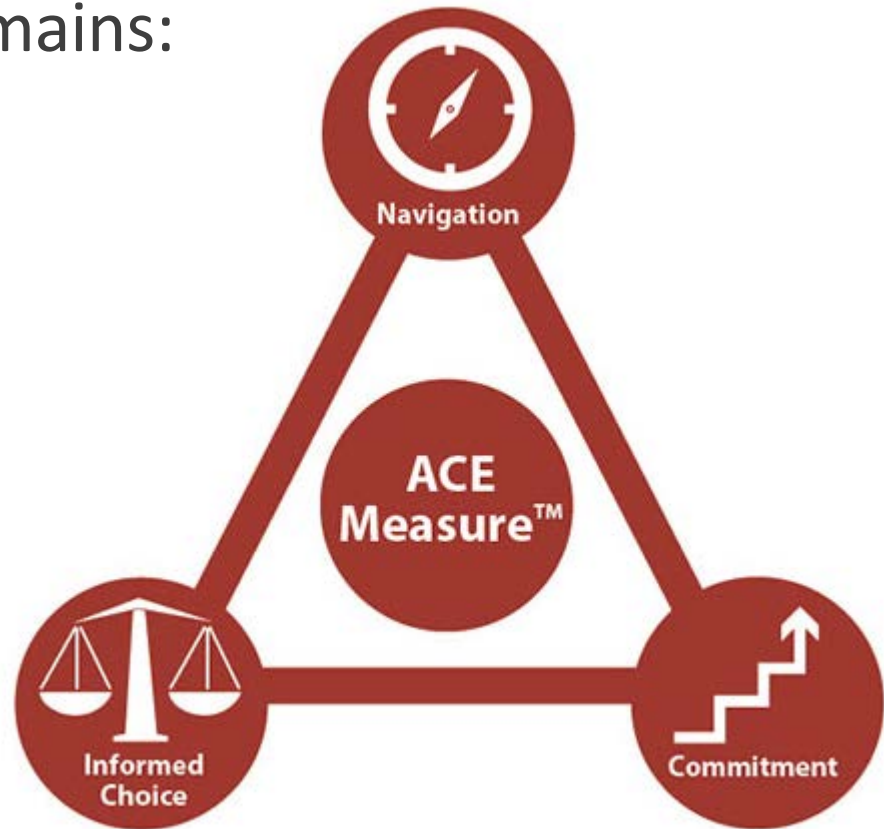 mains:
Navigation
ACE
Measure™
Informed
Choice
Commitment